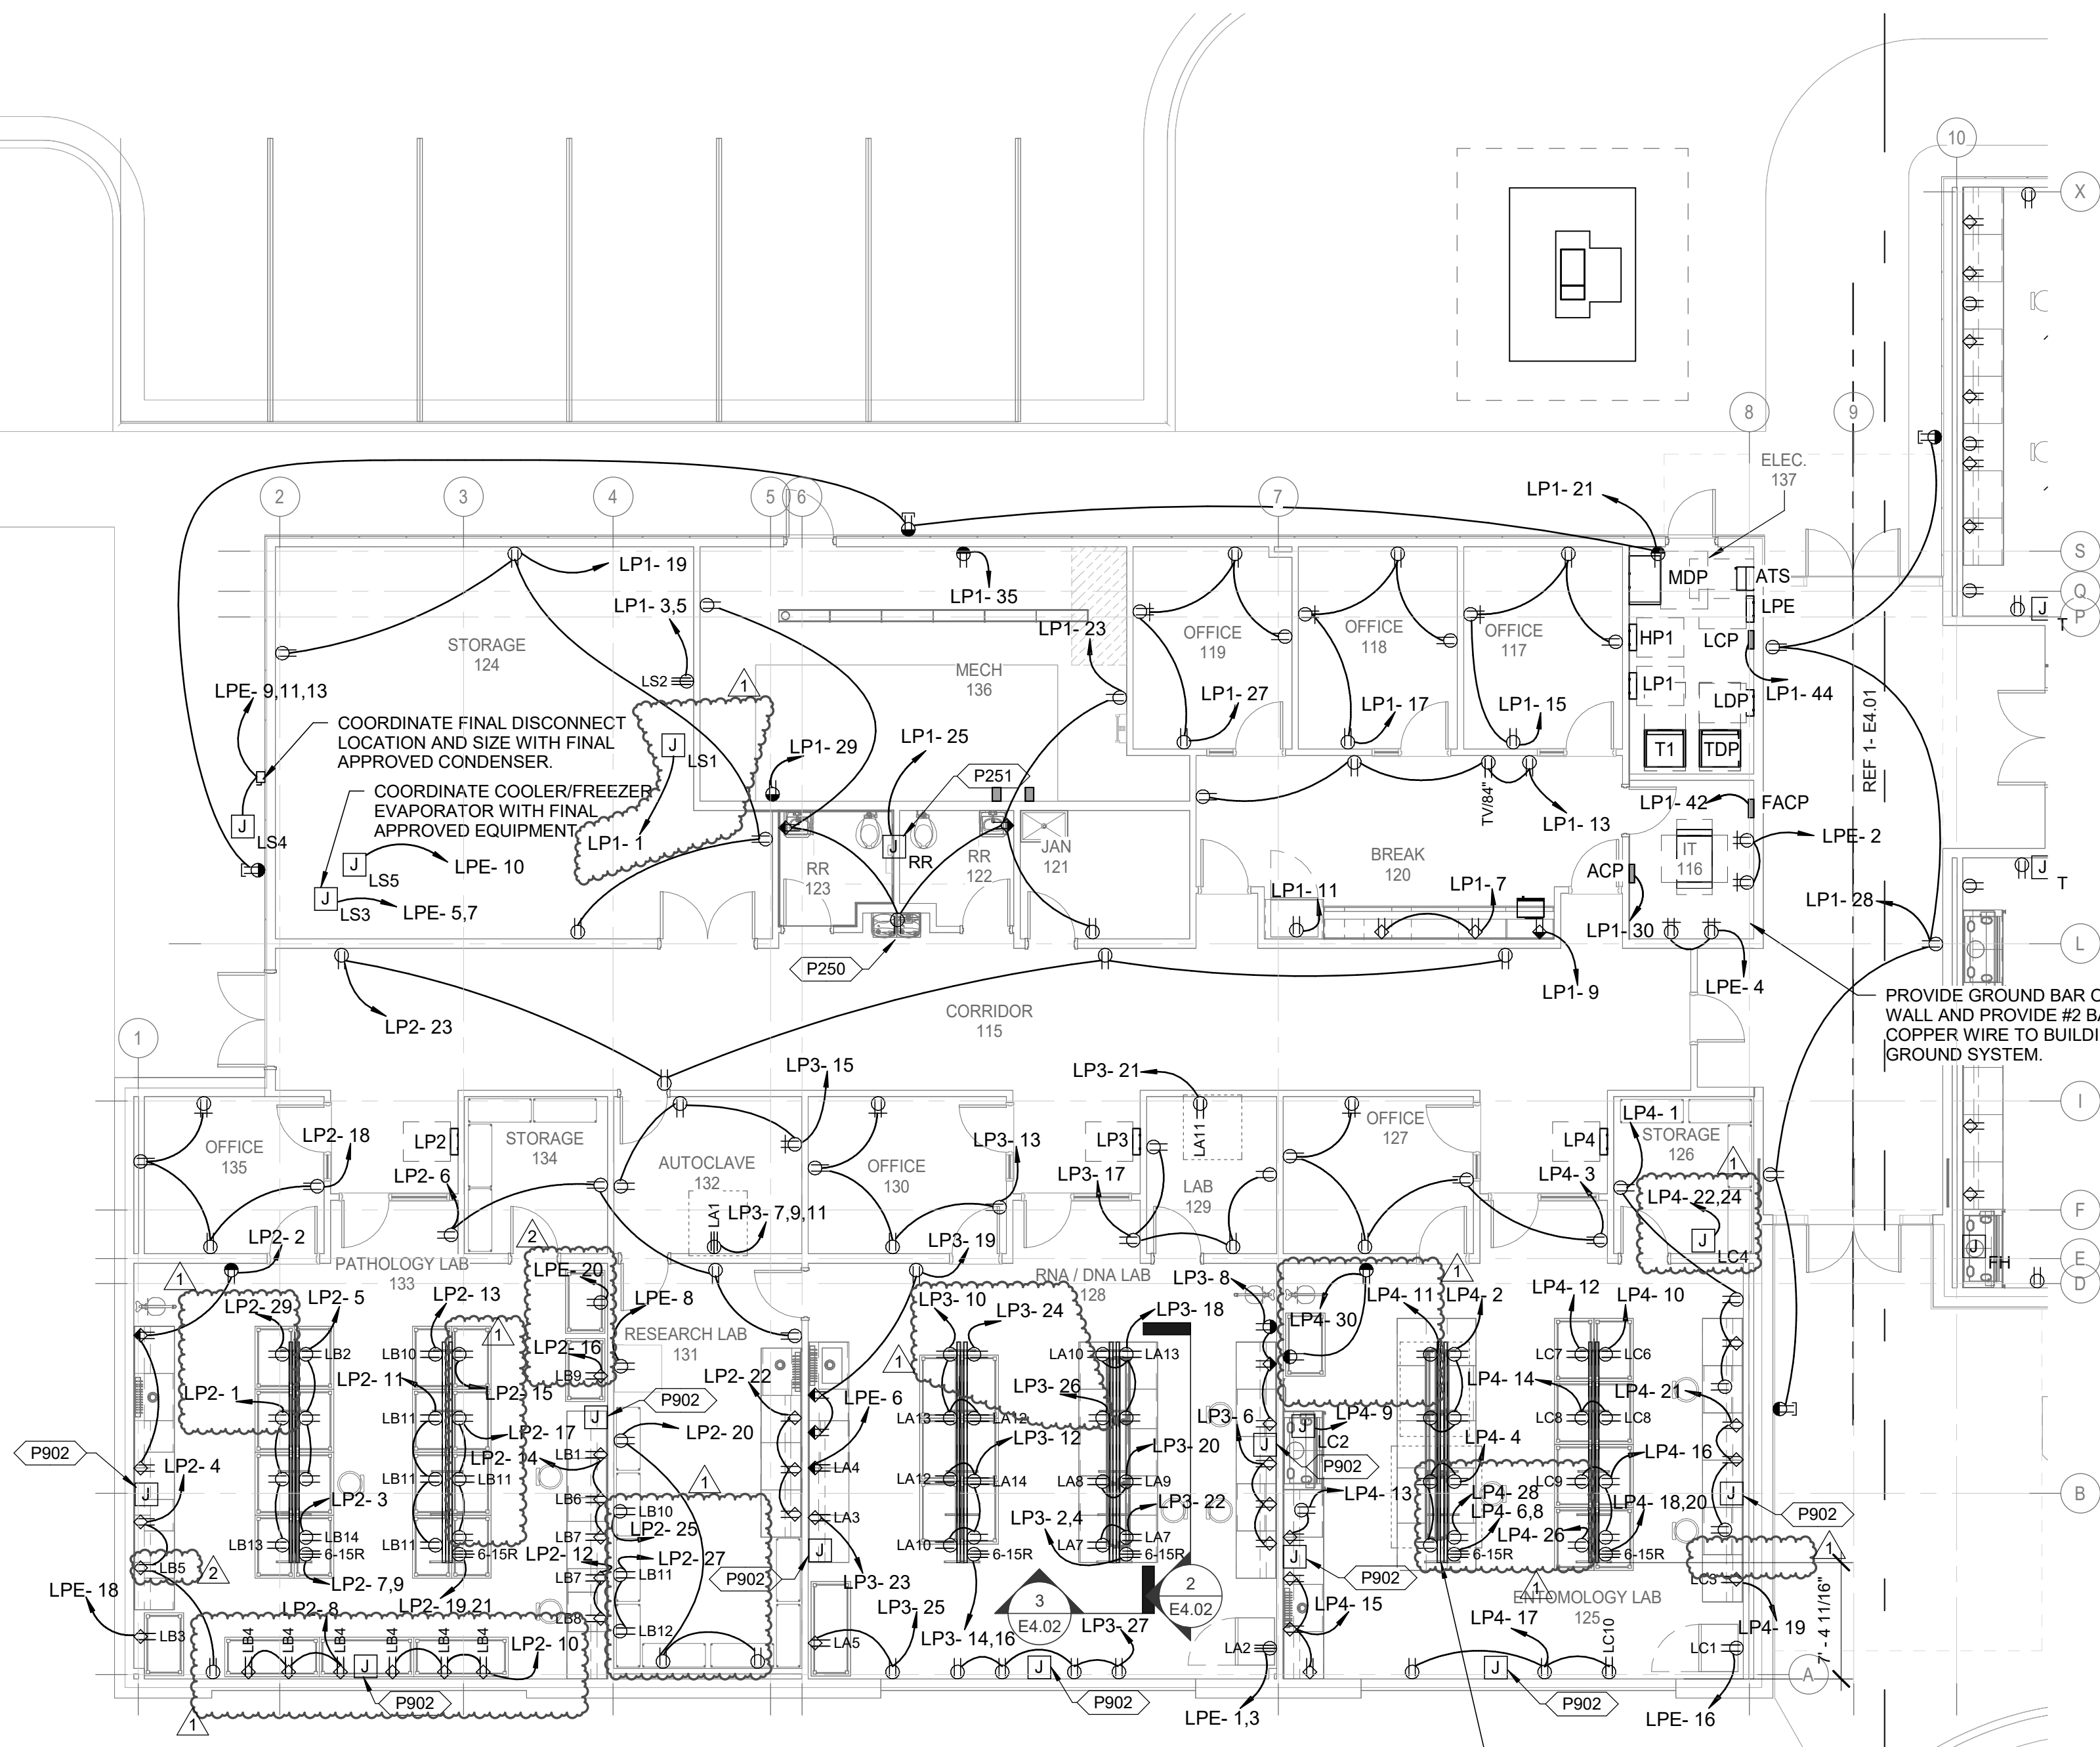 10
X
8
9
ELEC.
137
LP1- 21
2
3
4
5
6
7
S
LP1- 19
MDP
ATS
Q
LP1- 35
LP1- 3,5
LPE
J
P
T
LP1- 23
OFFICE
119
OFFICE
118
OFFICE
117
HP1
LCP
STORAGE
124
MECH
136
LS2
1
LP1
LP1- 44
LPE- 9,11,13
LP1- 27
LP1- 17
LP1- 15
LDP
REF 1- E4.01
COORDINATE FINAL DISCONNECT
LOCATION AND SIZE WITH FINAL
APPROVED CONDENSER.
J
LS1
LP1- 29
LP1- 25
T1
TDP
P251
COORDINATE COOLER/FREEZER
EVAPORATOR WITH FINAL
APPROVED EQUIPMENT.
TV/84"
LP1- 42
FACP
LP1- 13
J
LS4
LP1- 1
J
RR
JAN
121
LPE- 2
IT
116
BREAK
120
J
LS5
LPE- 10
RR
123
RR
122
ACP
J
T
LP1- 11
LP1- 7
LP1- 28
J
LS3
LPE- 5,7
LP1- 30
L
P250
LP1- 9
LPE- 4
PROVIDE GROUND BAR O
WALL AND PROVIDE #2 BA
COPPER WIRE TO BUILDI
GROUND SYSTEM.
LP2- 23
CORRIDOR
115
1
LP3- 15
LP3- 21
I
LP4- 1
OFFICE
127
LP2- 18
LP2
STORAGE
134
LP3- 13
LP3
LA11
LP4
STORAGE
126
OFFICE
135
AUTOCLAVE
132
OFFICE
130
1
LP2- 6
LP3- 17
LAB
129
LP4- 3
LP4- 22,24
LA1
LP3- 7,9,11
F
LP2- 2
2
LP3- 19
J
LC4
J
FH
E
PATHOLOGY LAB
133
LPE- 20
RNA / DNA LAB
128
LP3- 8
1
D
1
LP2- 29
LP2- 5
LP2- 13
LPE- 8
LP3- 10
LP3- 24
LP3- 18
LP4- 30
LP4- 11
LP4- 2
LP4- 12
LP4- 10
1
RESEARCH LAB
131
LB2
LB10
LP2- 16
1
LA10
LA13
LC7
LC6
LP2- 1
LP2- 11
LP2- 15
LB9
LP2- 22
LP3- 26
LP4- 14
LP4- 21
P902
LPE- 6
LB11
J
LA13
LA12
LP3- 6
J
LP4- 9
LC8
LC8
LP2- 17
LP2- 20
LP3- 12
LP3- 20
J
LC2
LP4- 4
LP4- 16
P902
LP2- 4
LP2- 14
LB1
LA4
P902
LB11
LB11
LA12
LA14
LA8
LA9
LC9
J
LP2- 3
LB6
1
LP3- 22
LP4- 13
LP4- 28
LP4- 6,8
LP4- 18,20
J
B
LB10
LP3- 2,4
P902
LB13
LB14
LB11
LB7
LP2- 25
LA3
LA10
LA7
LA7
LP4- 26
6-15R
6-15R
LP2- 12
LP2- 27
J
6-15R
6-15R
J
6-15R
6-15R
1
LB5
2
LP2- 7,9
LB7
LB11
P902
LP3- 23
P902
LC3
LPE- 18
LP2- 8
LP2- 19,21
LB8
LP3- 25
3
E4.02
2
E4.02
LP4- 15
1
ENTOMOLOGY LAB
125
LP4- 17
LP4- 19
LB3
LB4
LB4
LB4
LB4
LB4
LB4
LP2- 10
LB12
LA5
LP3- 14,16
LP3- 27
LA2
LC10
LC1
7' - 4 11/16"
J
J
J
A
P902
P902
P902
1
LPE- 1,3
LPE- 16